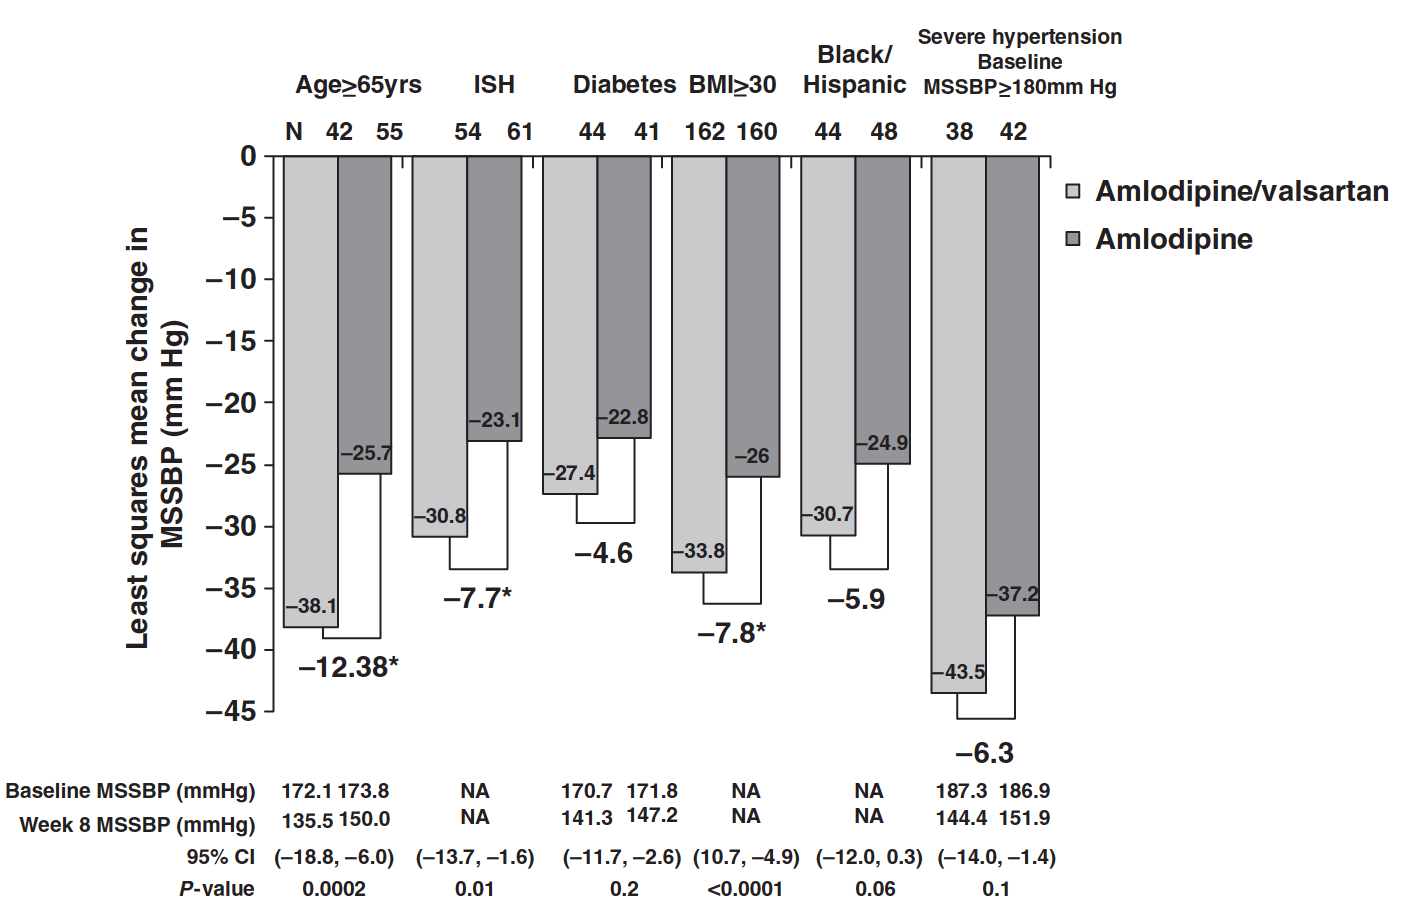 Severe hypertension
Baseline
MSSBP≥180mm Hg
Black/
Hispanic
Age≥65yrs ISH Diabetes BMI≥30
N 42 55 54 61 44 41 162 160 44 48 38 42
0
–5
–10
–15
–20
–25
–30
–35
–40
–45
Least squares mean change in
MSSBP (mm Hg)
Amlodipine/valsartan
Amlodipine
–38.1
–25.7
–12.38*
–30.8
–23.1
–7.7*
–27.4
–22.8
–4.6
–33.8
–26
–7.8*
–30.7
–24.9
–5.9
–43.5
–37.2
–6.3
Baseline MSSBP (mmHg) 172.1 173.8 NA 170.7 171.8 NA NA 187.3 186.9
Week 8 MSSBP (mmHg) 135.5 150.0 NA 141.3 147.2 NA NA 144.4 151.9
95% CI (–18.8, –6.0) (–13.7, –1.6) (–11.7, –2.6) (10.7, –4.9) (–12.0, 0.3) (–14.0, –1.4)
P-value 0.0002 0.01 0.2 <0.0001 0.06 0.1